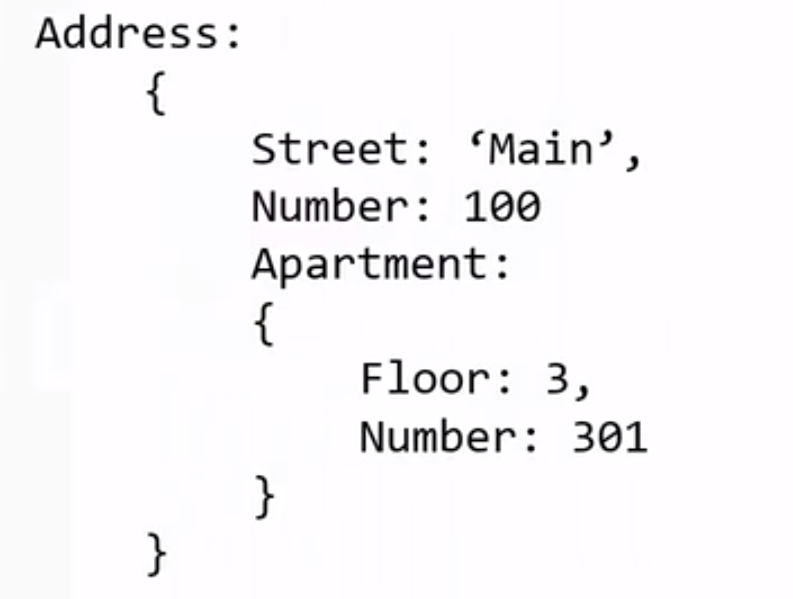 Address:
{
Street: ‘Main’,
Number: 100
Apartment:
{
Floor: 3,
Number: 301
}
}